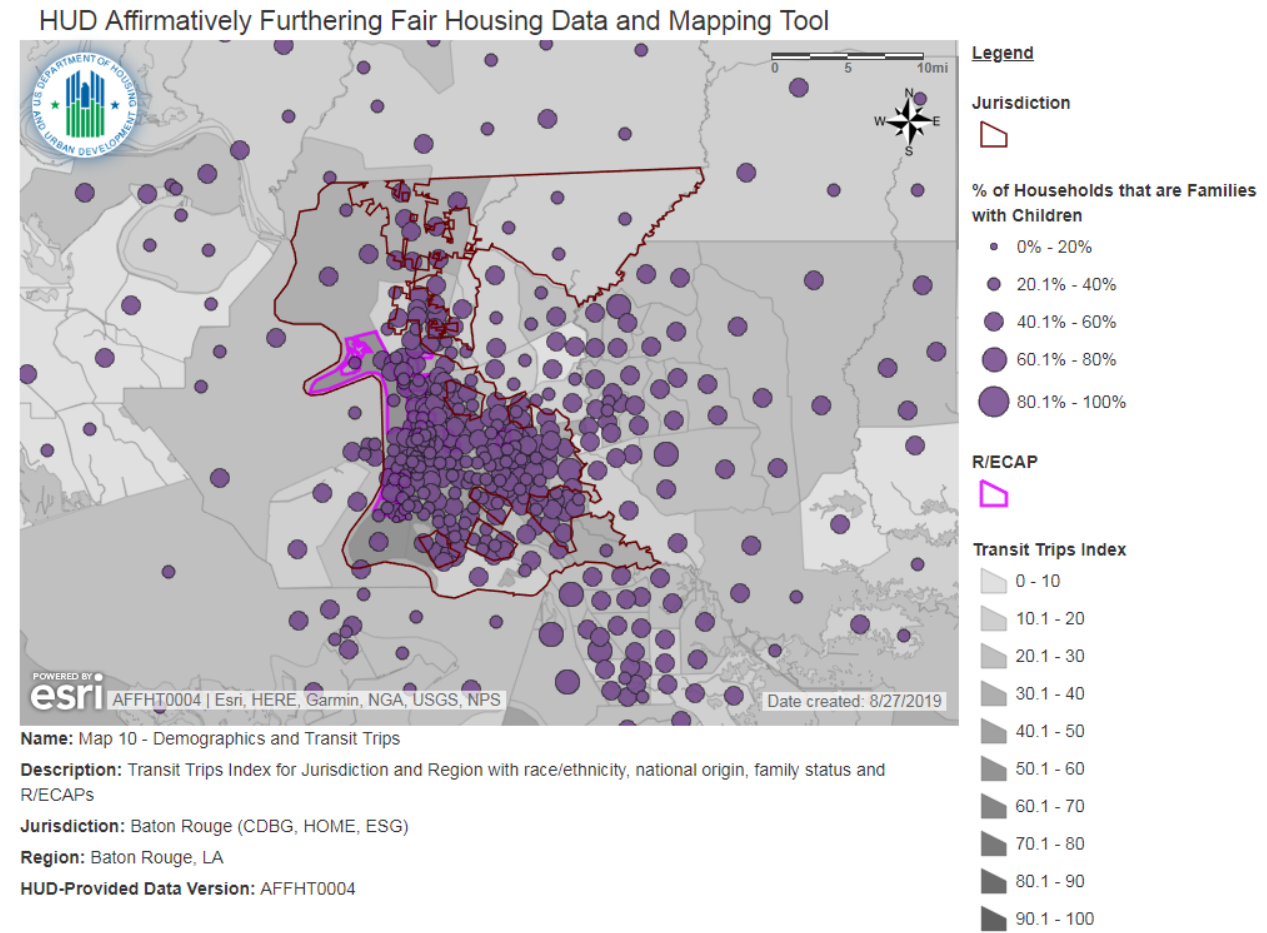 HUD Affirmatively Furthering Fair Housing Data and Mapping Tool
U.S. DEPARTMENT OF HOUSING
AND URBAN DEVELOPMENT
0 5 10mi
N
W E
S
POWERED BY
esri
AFFHT0004 | Esri, HERE, Garmin, NGA, USGS, NPS
Date created: 8/27/2019
Legend
Jurisdiction
% of Households that are Families
with Children
0% - 20%
20.1% - 40%
40.1% - 60%
60.1% - 80%
80.1% - 100%
R/ECAP
Transit Trips Index
0 - 10
10.1 - 20
20.1 - 30
30.1 - 40
40.1 - 50
50.1 - 60
60.1 - 70
70.1 - 80
80.1 - 90
90.1 - 100
Name: Map 10 - Demographics and Transit Trips
Description: Transit Trips Index for Jurisdiction and Region with race/ethnicity, national origin, family status and
R/ECAPs
Jurisdiction: Baton Rouge (CDBG, HOME, ESG)
Region: Baton Rouge, LA
HUD-Provided Data Version: AFFHT0004